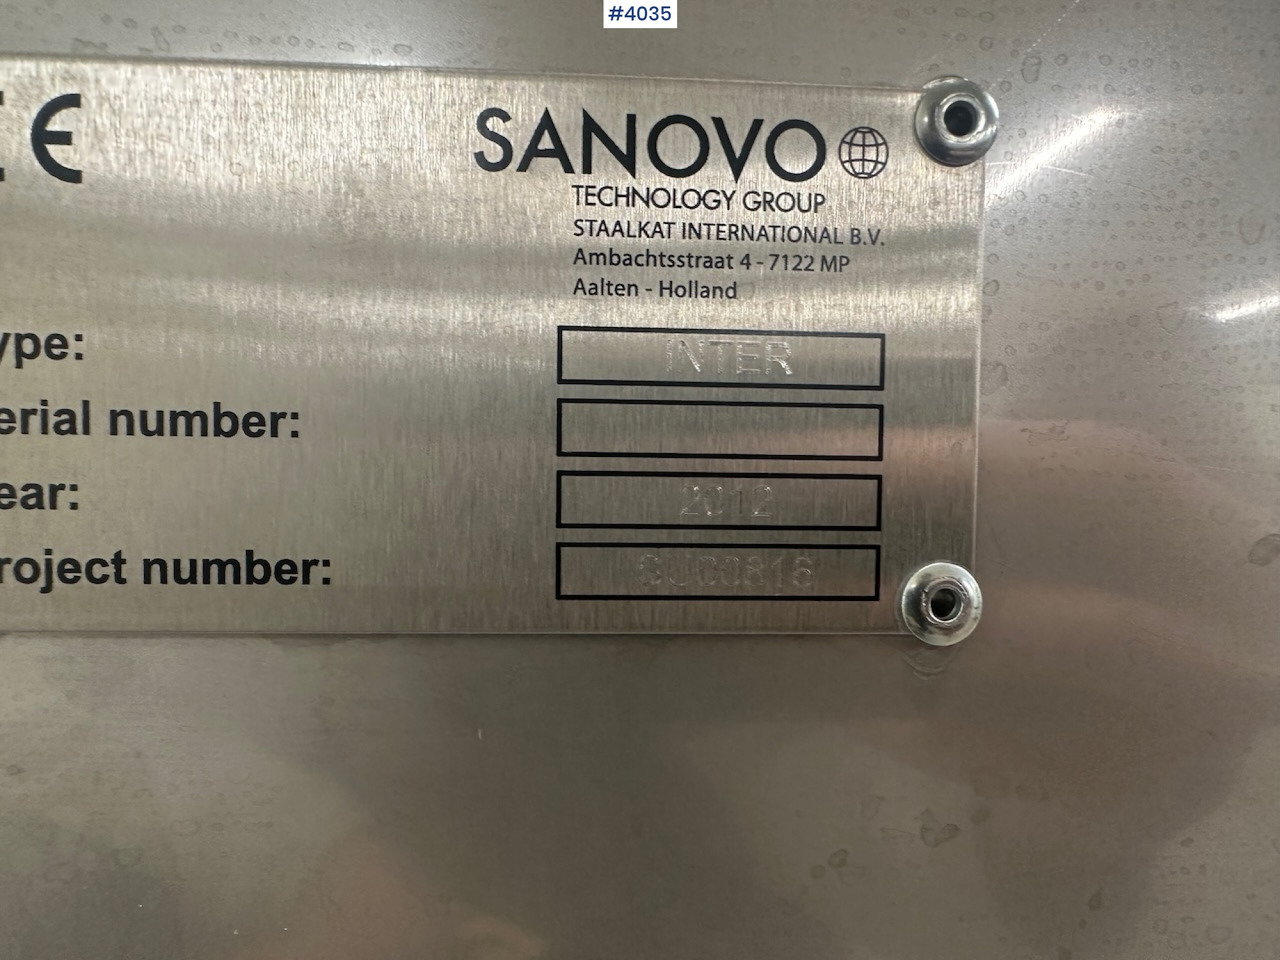 #4035
CE
SANOVO
TECHNOLOGY GROUP
STAALKAT INTERNATIONAL B.V.
Ambachtsstraat 4 - 7122 MP
Aalten - Holland
ype: INTER
erial number:
ear: 2012
roject number: